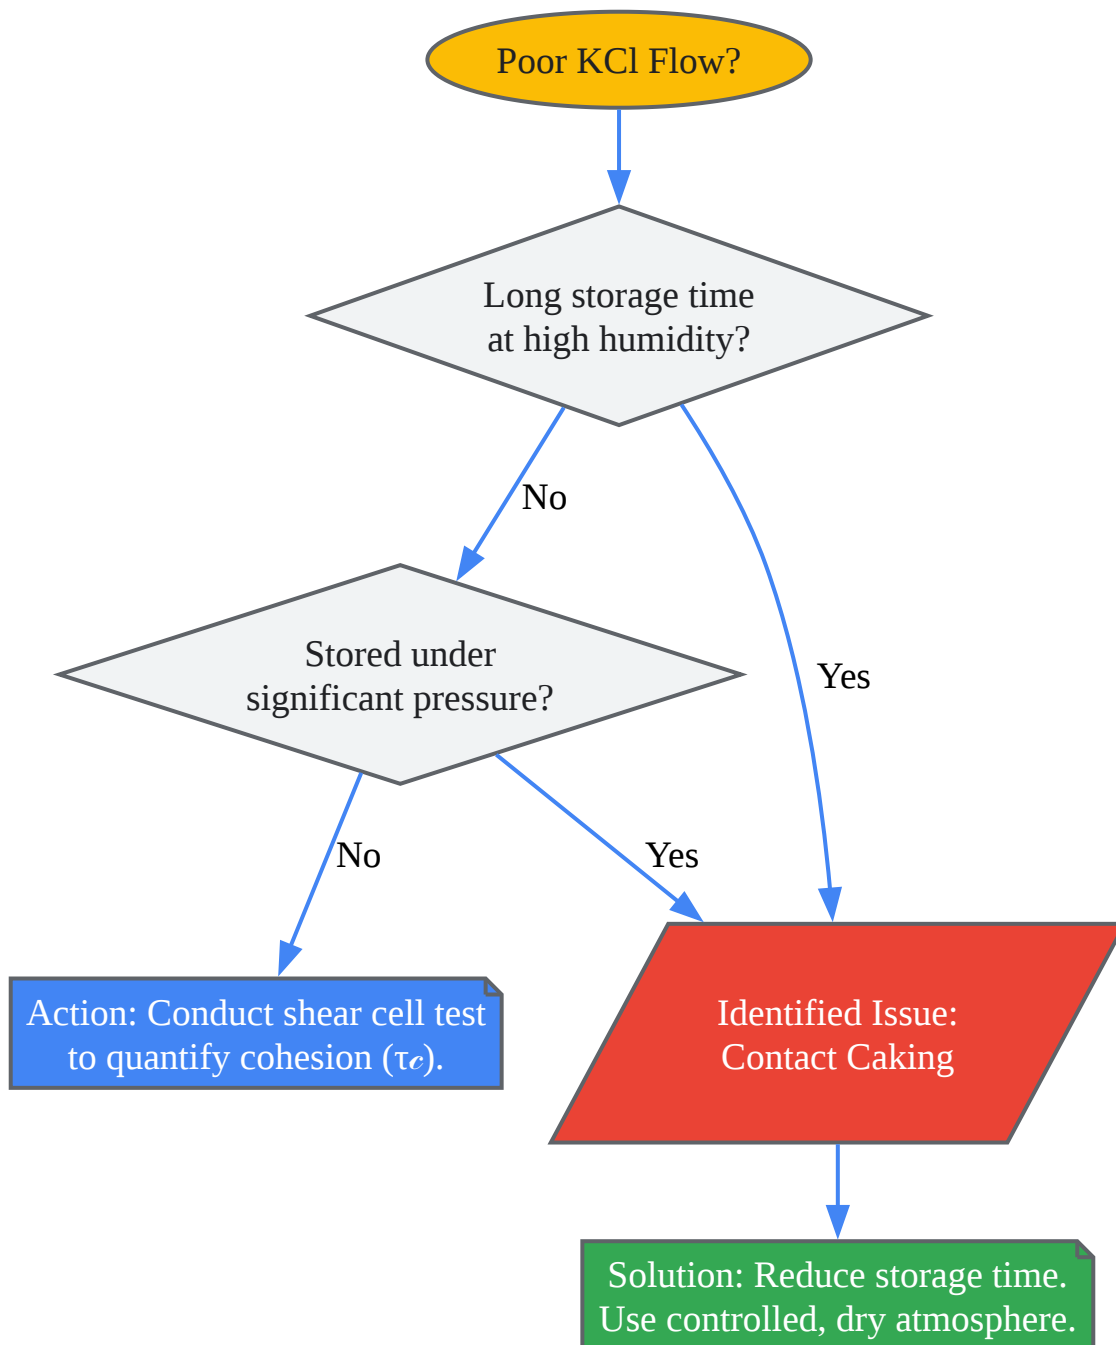 Poor KCl Flow?
Long storage time
at high humidity?
No
Yes
Stored under
significant pressure?
No
Yes
Action: Conduct shear cell test
to quantify cohesion (τ𝒸).
Identified Issue:
Contact Caking
Solution: Reduce storage time.
Use controlled, dry atmosphere.